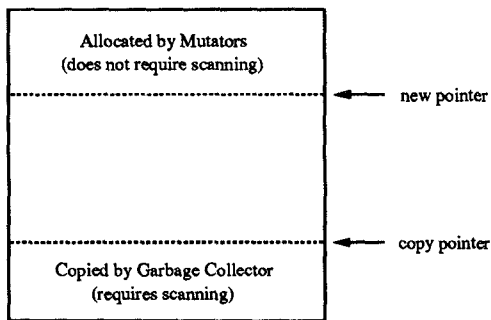 Allocated by Mutators
(does not require scanning)
new pointer
copy pointer
Copied by Garbage Collector
(requires scanning)